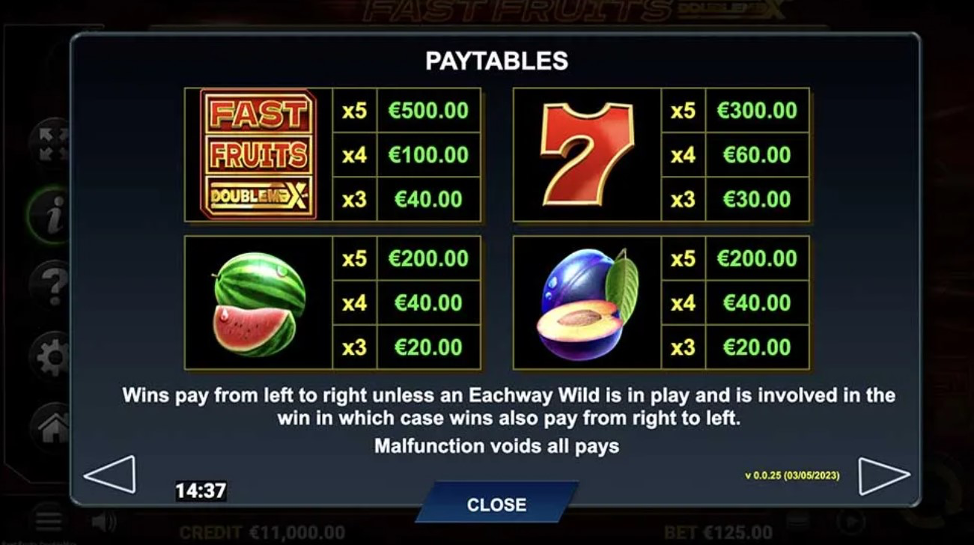 FAST FRUITS DOUBLEMAX
PAYTABLES
FAST
FRUITS
DOUBLEMAX
x5 €500.00
x4 €100.00
x3 €40.00
x5 €300.00
x4 €60.00
x3 €30.00
x5 €200.00
x4 €40.00
x3 €20.00
x5 €200.00
x4 €40.00
x3 €20.00
Wins pay from left to right unless an Eachway Wild is in play and is involved in the
win in which case wins also pay from right to left.
Malfunction voids all pays
v 0.0.25 (03/05/2023)
14:37
CLOSE
CREDIT €11,000.00
BET €125.00